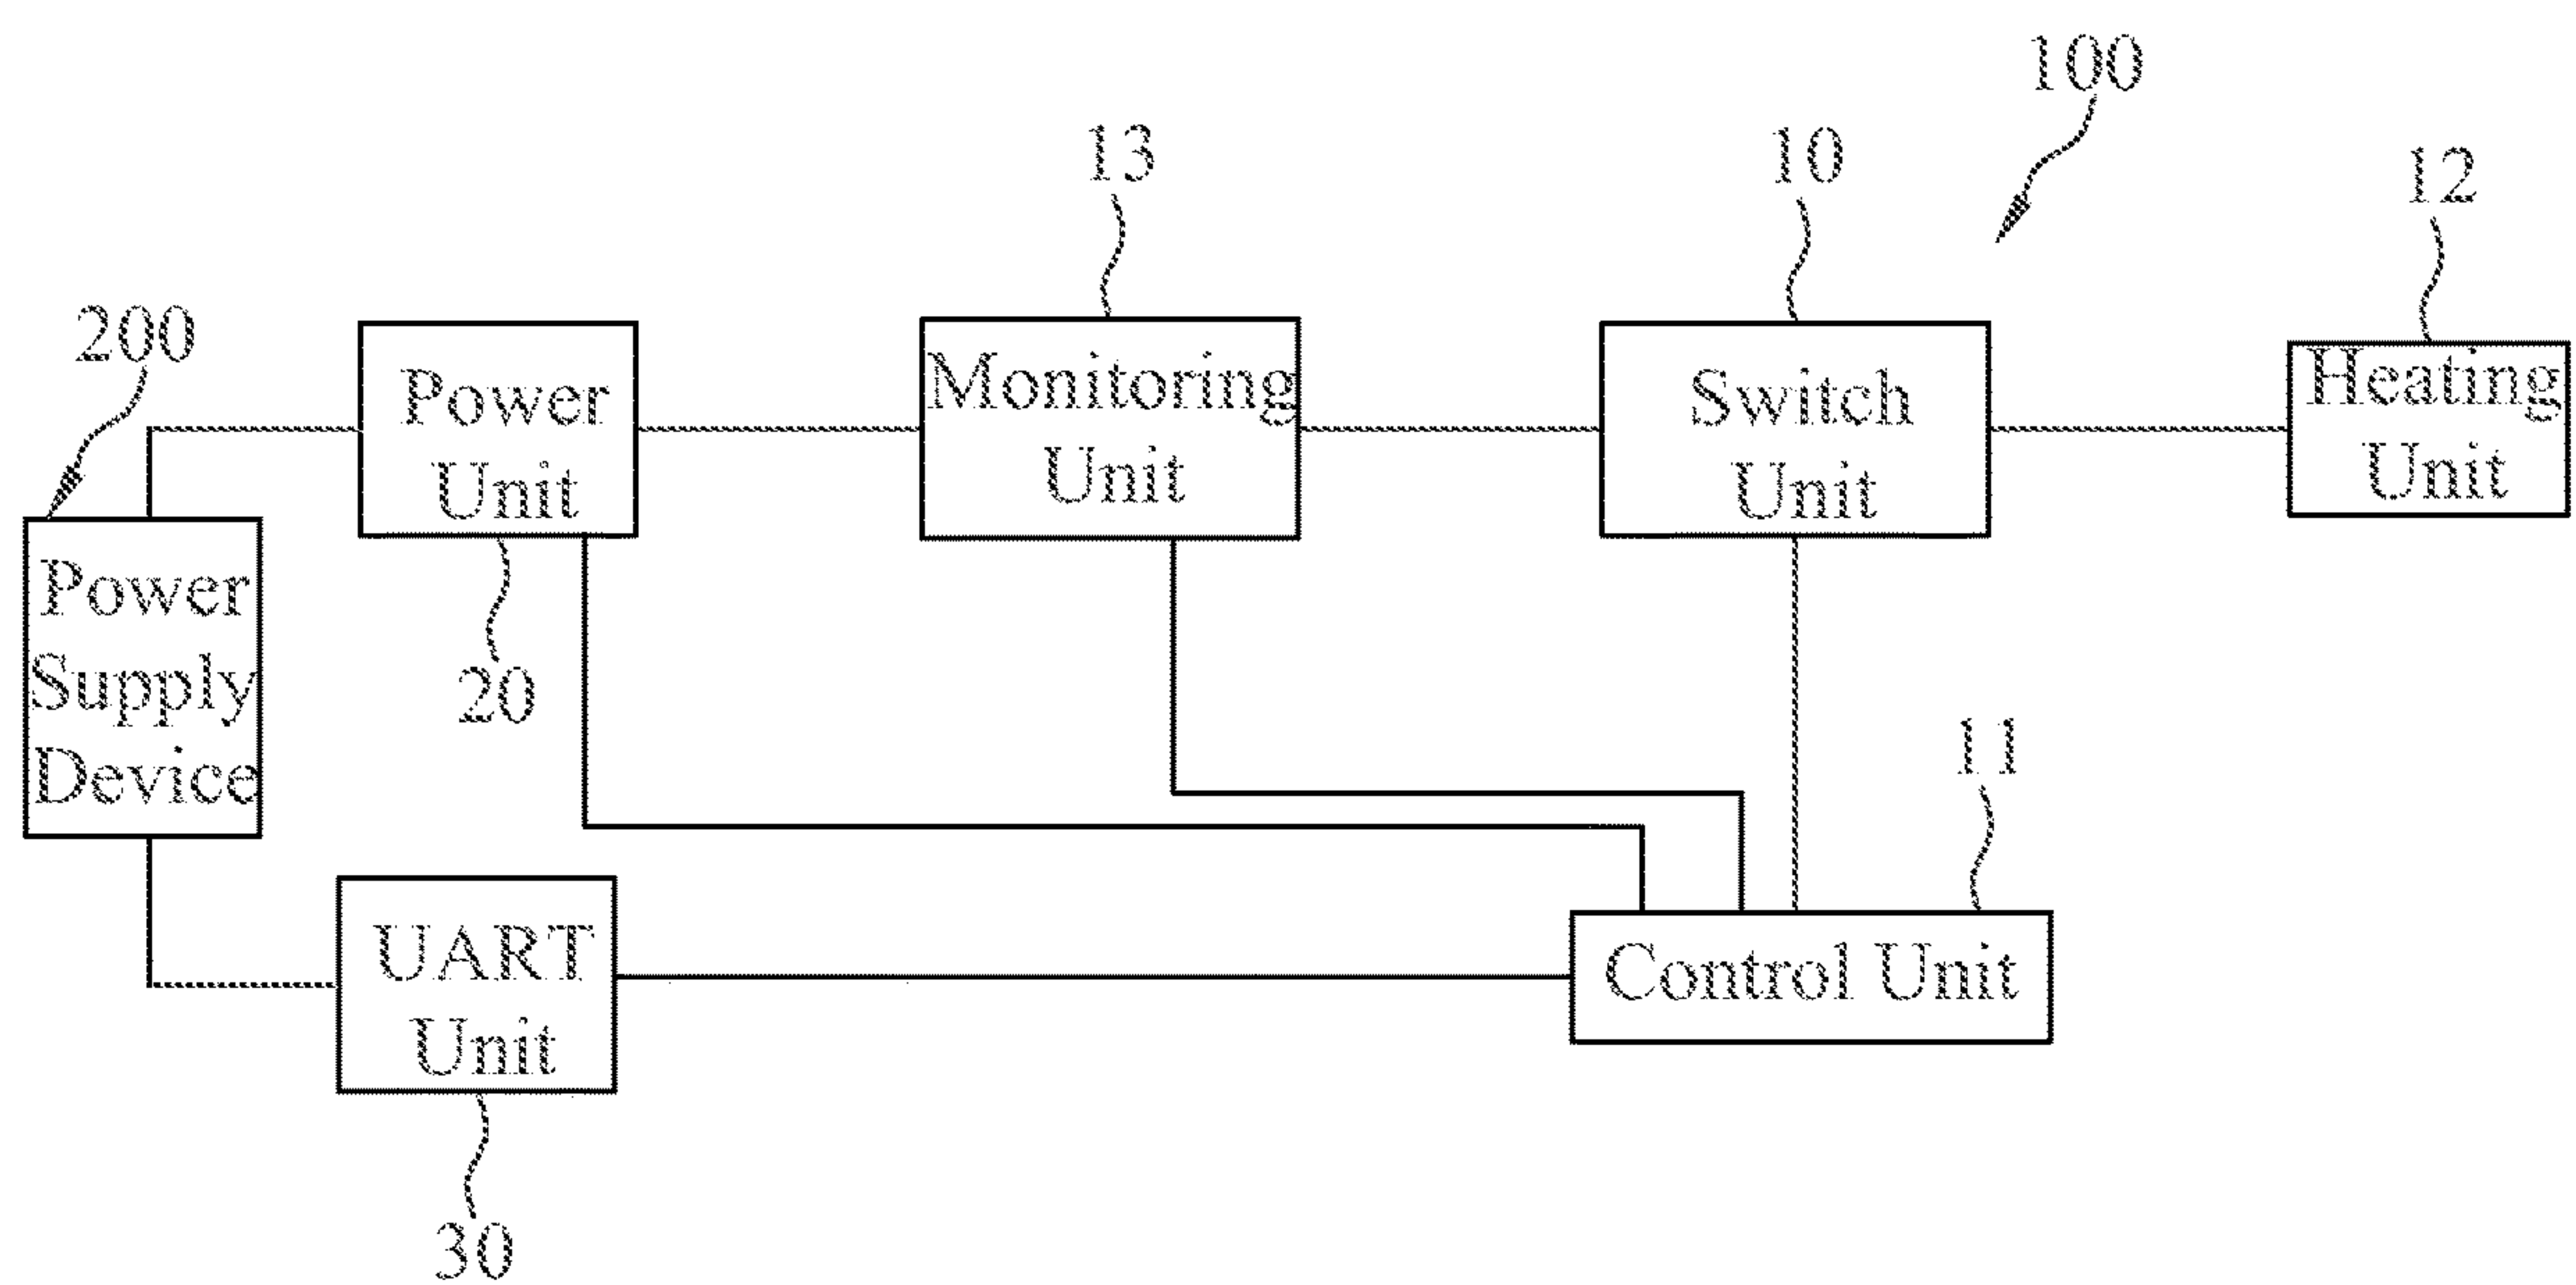 100
13
10
12
200
Power
Unit
Monitoring
Unit
Switch
Unit
Heating
Unit
Power
Supply
Device
20
11
UART
Unit
Control Unit
30